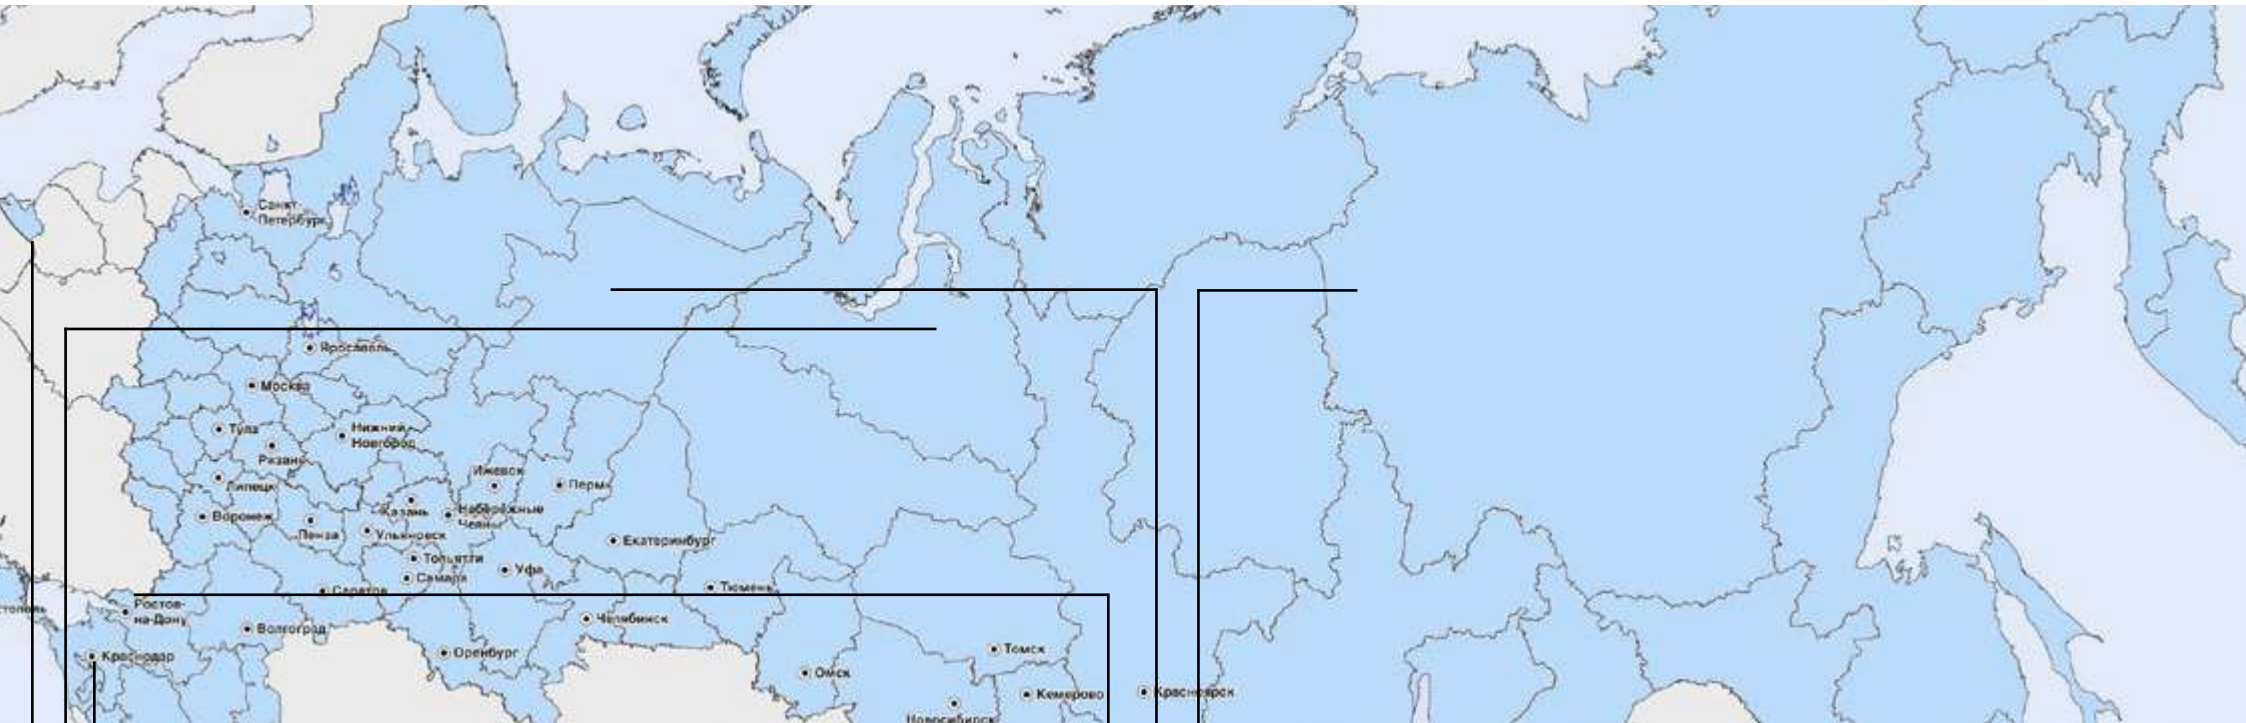 Санкт-
Петербург
Ярославль
Москва
Тула
Нижний
Новгород
Рязань
Ижевск
Пермь
Липецк
Казань
Набережные
Челны
Воронеж
Пенза
Ульяновск
Екатеринбург
Тольятти
Уфа
Самара
Саратов
Тюмень
Ростов-
на-Дону
Челябинск
Волгоград
Оренбург
Томск
Краснодар
Омск
Кемерово
Красноярск
Новосибирск